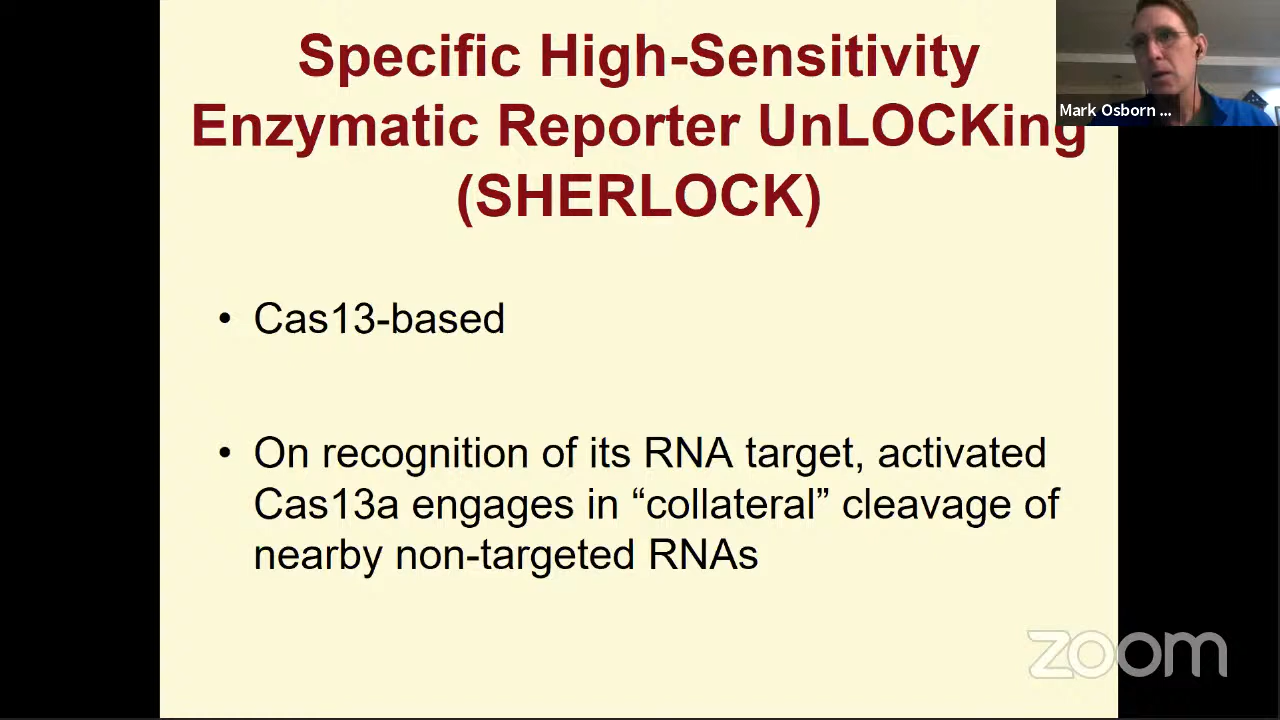 Specific High-Sensitivity
Enzymatic Reporter UnLOCKing
(SHERLOCK)
Mark Osborn ...
• Cas13-based
• On recognition of its RNA target, activated
Cas13a engages in “collateral” cleavage of
nearby non-targeted RNAs
zoom